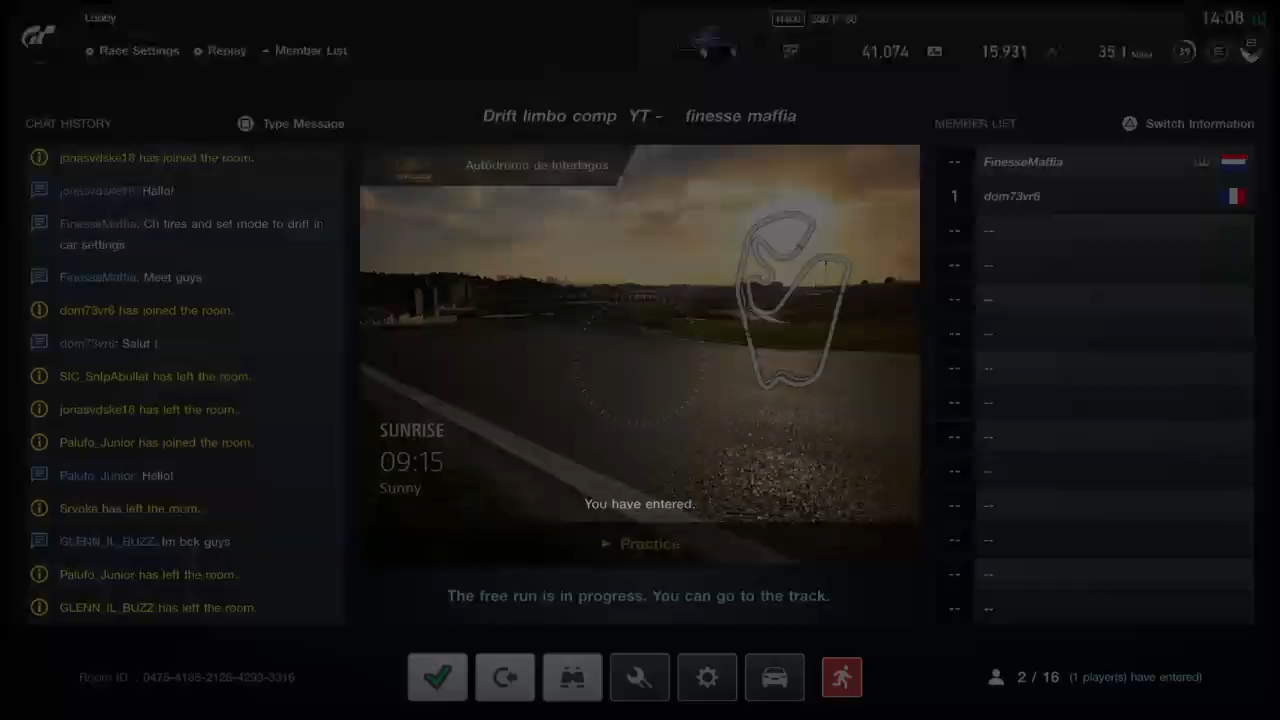 Lobby
14:08
Race Settings Replay Member List
41,074 15,931 35.1 Miles 39
Drift limbo comp YT - finesse maffia
CHAT HISTORY Type Message
MEMBER LIST Switch Information
Autódromo de Interlagos
jonasvdske18 has joined the room.
jonasvdske18: Hallo!
FinesseMaffia: Ch tires and set mode to drift in
car settings
FinesseMaffia: Meet guys
dom73vr6 has joined the room.
dom73vr6: Salut !
SIC_SnIpAbullet has left the room.
jonasvdske18 has left the room.
Palufo_Junior has joined the room.
Palufo_Junior: Hello!
Srvoke has left the room.
GLENN_IL_BUZZ: Im bck guys
Palufo_Junior has left the room.
GLENN_IL_BUZZ has left the room.
SUNRISE
09:15
Sunny
You have entered.
Practice
The free run is in progress. You can go to the track.
-- FinesseMaffia
1 dom73vr6
-- --
-- --
-- --
-- --
-- --
-- --
-- --
-- --
-- --
-- --
-- --
-- --
Room ID : 0475-4185-2128-4293-3316
2 / 16 (1 player(s) have entered)